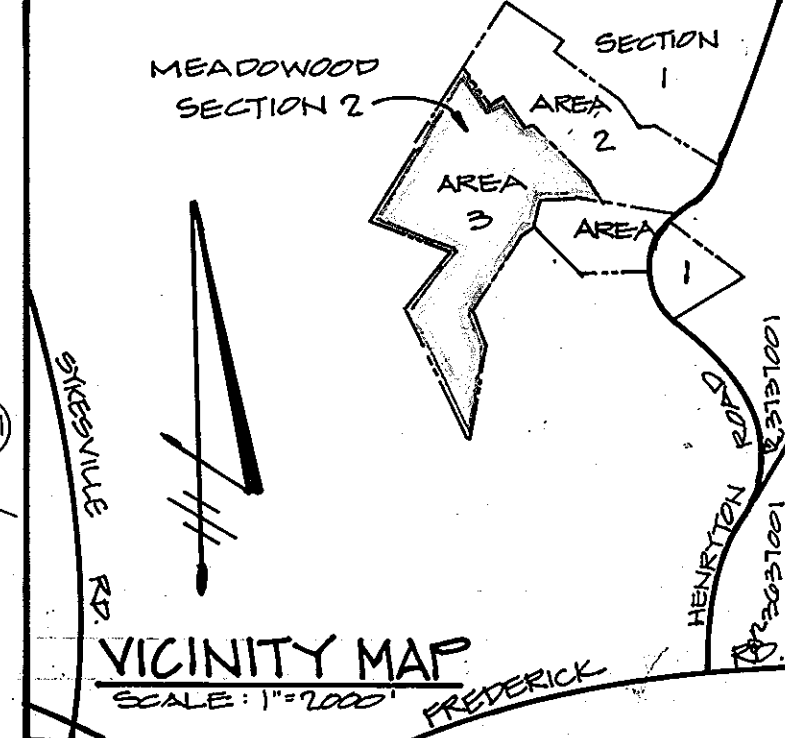 MEADOWOOD
SECTION 2
SECTION
1
AREA
2
AREA
3
AREA
1
SYKESVILLE RD.
HENRYTON ROAD
FREDERICK RD.
VICINITY MAP
SCALE: 1"=2000'